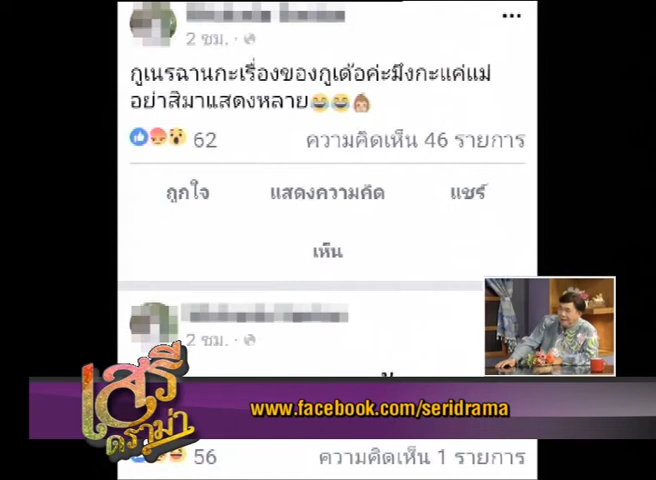 2 ชม.
กูเนรฉานกะเรื่องของกูเด้อค่ะมึงกะแค่แม่
อย่าสิมาแสดงหลาย
62
ความคิดเห็น 46 รายการ
ถูกใจ
แสดงความคิด
เห็น
แชร์
2 ชม.
เสรี
ดราม่า
www.facebook.com/seridrama
56
ความคิดเห็น 1 รายการ